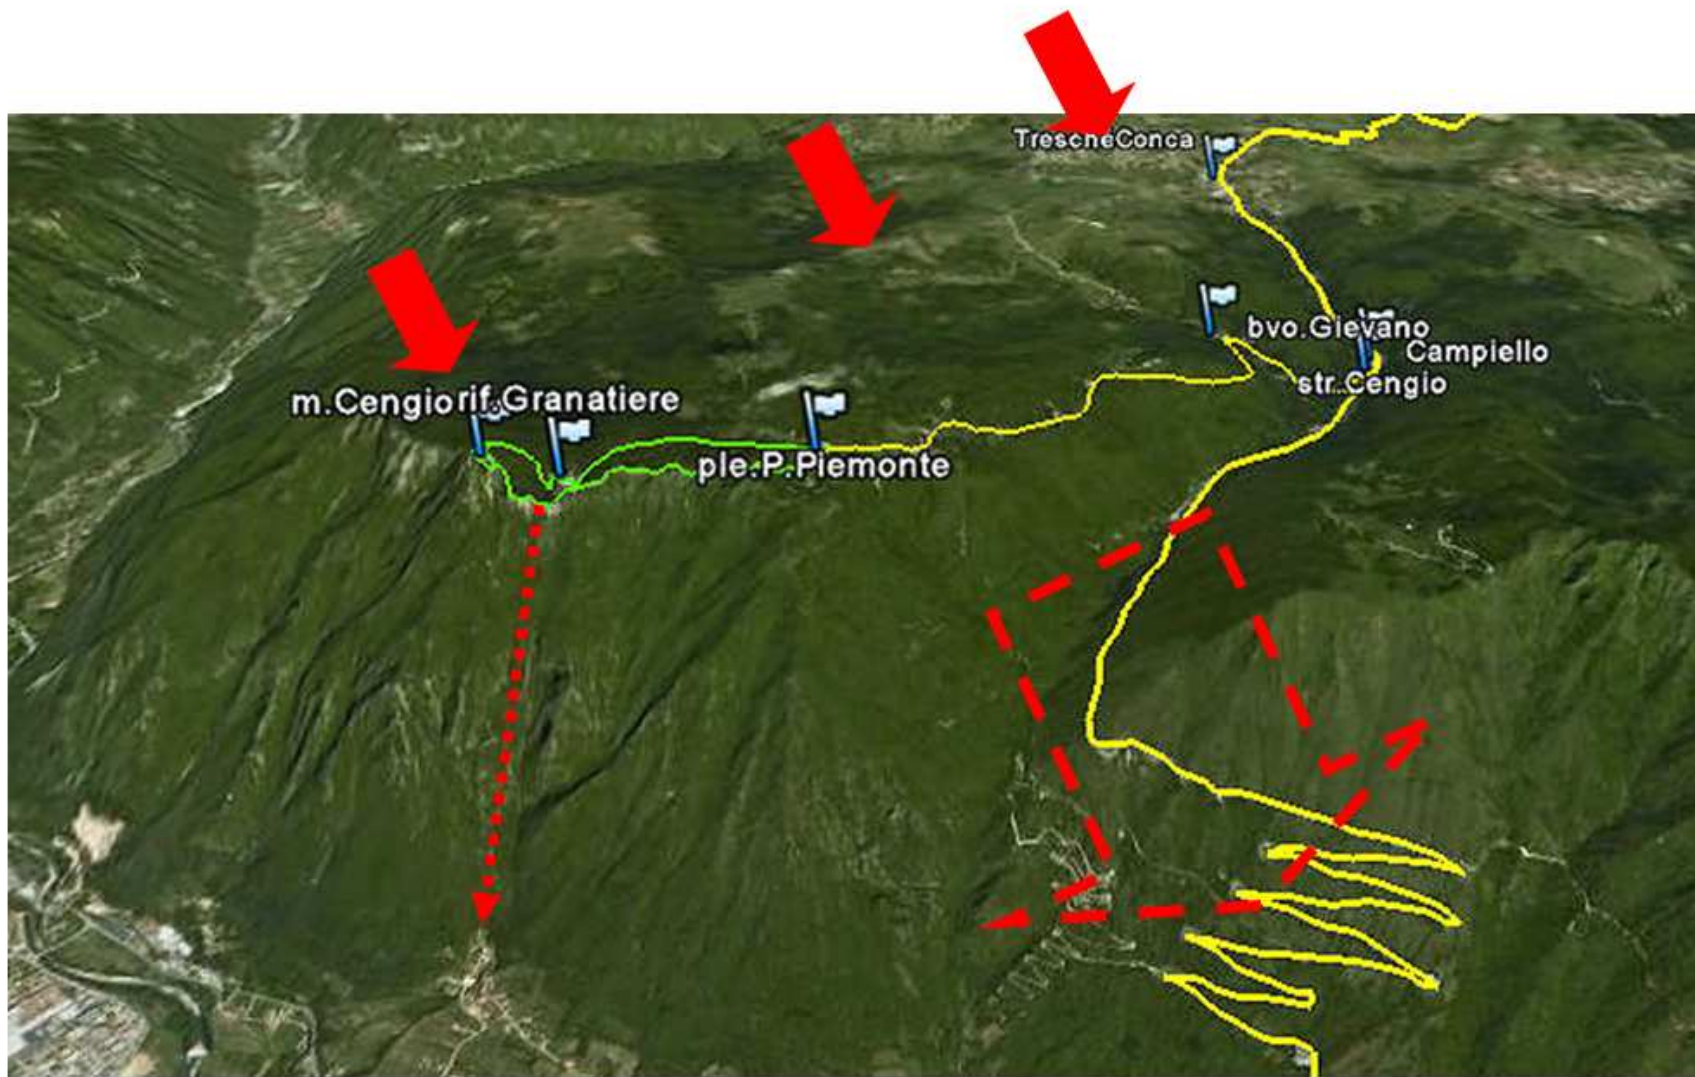 TrescheConca
bvo.Gievano
Campiello
str..Cengio
m.Cengio
rif.Granatiere
ple.P.Piemonte